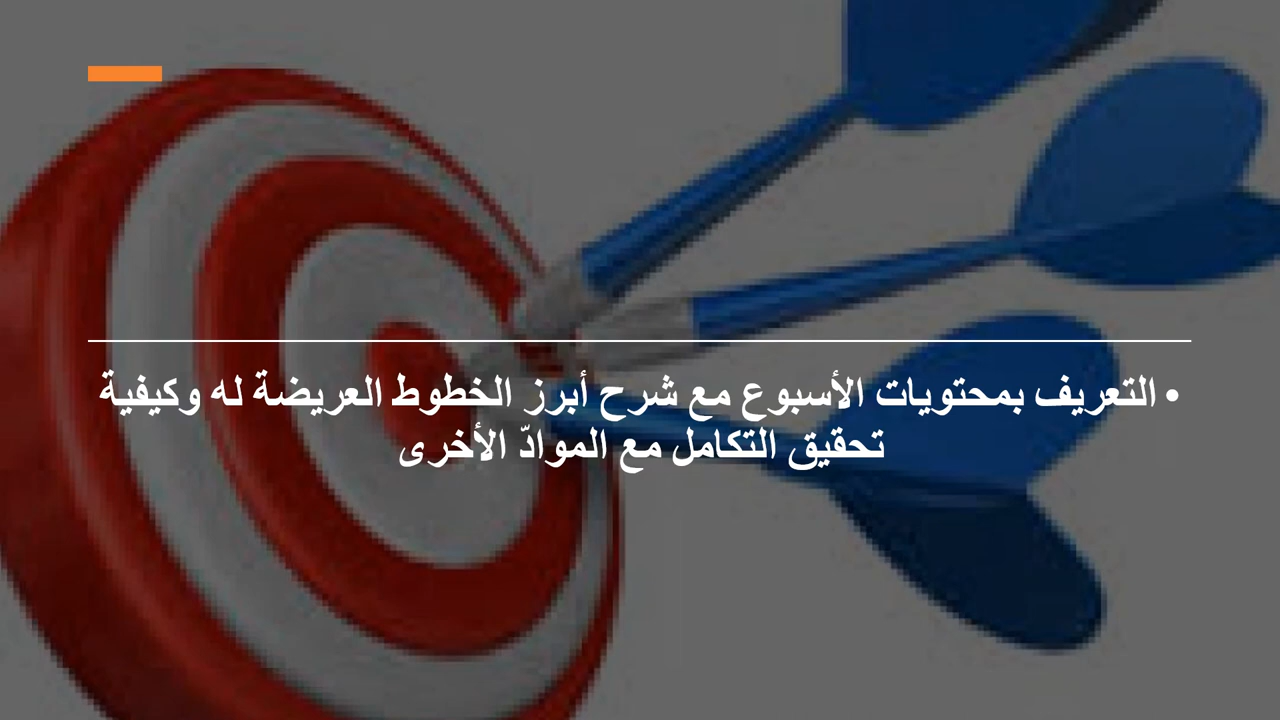 • التعريف بمحتويات الأسبوع مع شرح أبرز الخطوط العريضة له وكيفية
تحقيق التكامل مع الموادّ الأخرى